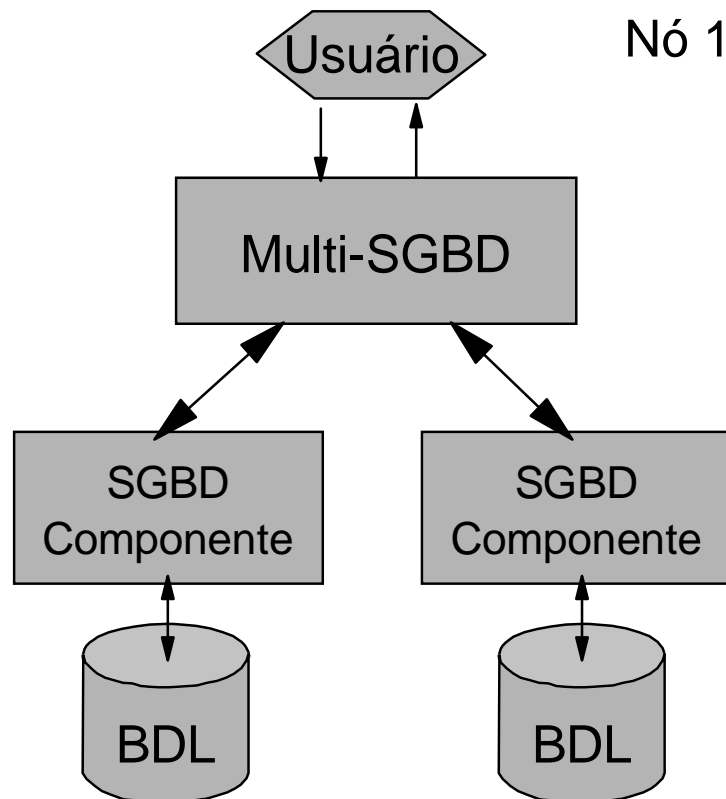 Usuário
Nó 1
Multi-SGBD
SGBD
Componente
SGBD
Componente
BDL
BDL